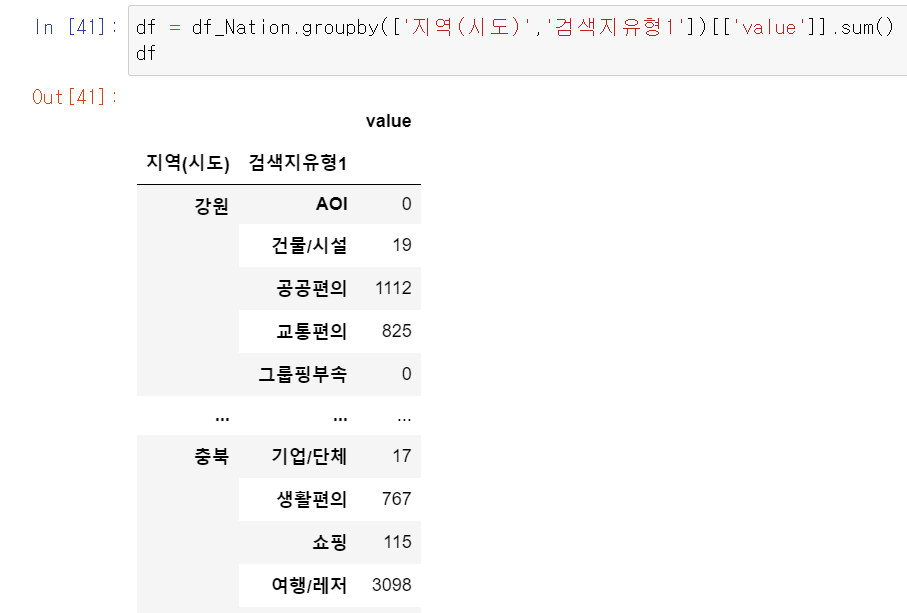 In [41]: df = df_Nation.groupby(['지역(시도)','검색지유형1'])[['value']].sum()
df
Out[41]:
value
지역(시도) 검색지유형1
강원 AOI 0
건물/시설 19
공공편의 1112
교통편의 825
그룹핑부속 0
... ... ...
충북 기업/단체 17
생활편의 767
쇼핑 115
여행/레저 3098